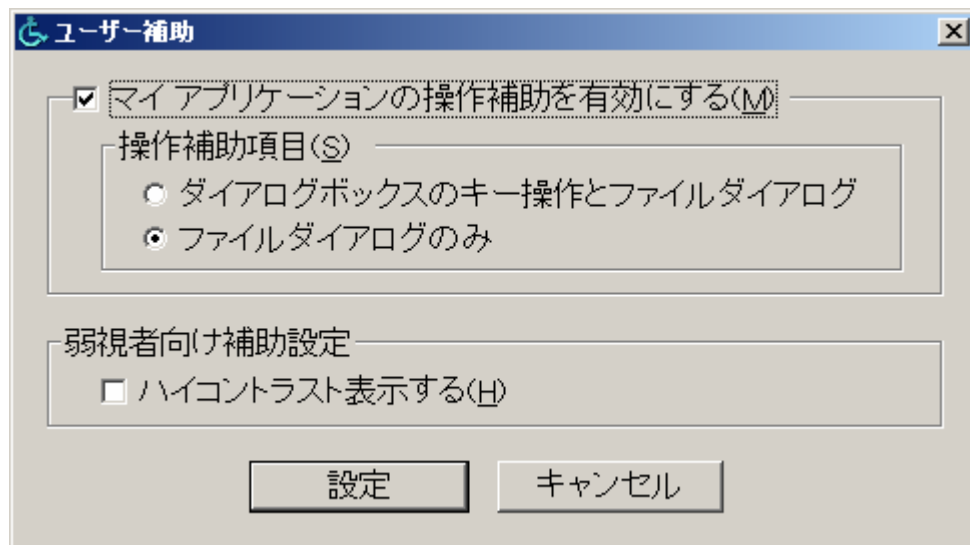 ユーザー補助
マイ アプリケーションの操作補助を有効にする(M)
操作補助項目(S)
ダイアログボックスのキー操作とファイルダイアログ
ファイルダイアログのみ
弱視者向け補助設定
ハイコントラスト表示する(H)
設定 キャンセル